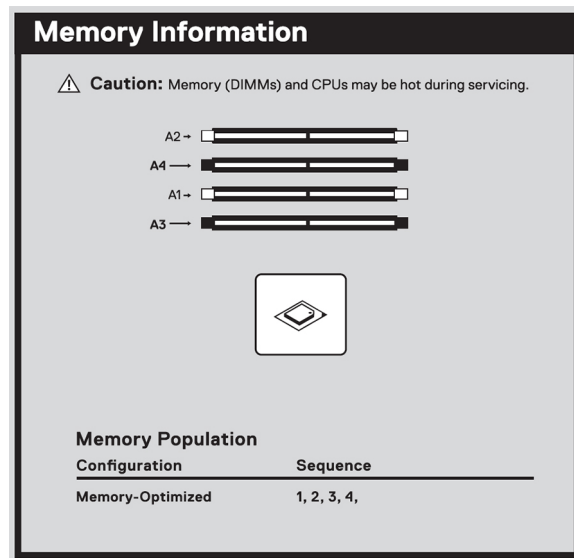 Memory Information
Caution: Memory (DIMMs) and CPUs may be hot during servicing.
A2
A4
A1
A3
Memory Population
Configuration Sequence
Memory-Optimized 1, 2, 3, 4,